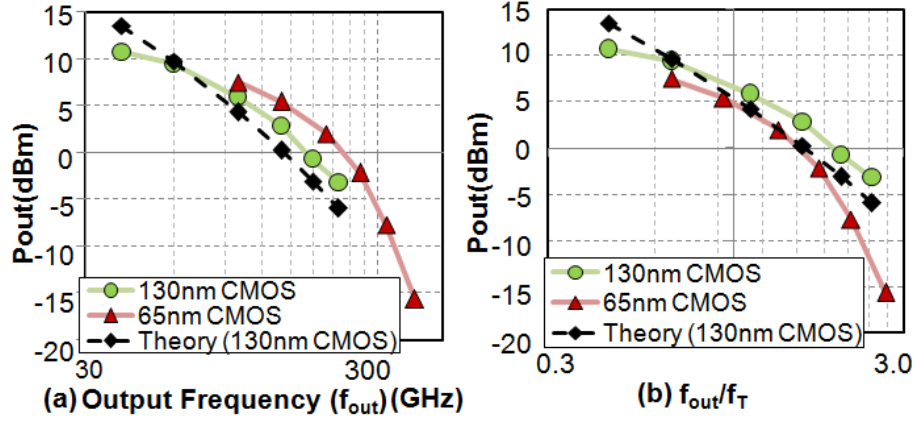 15
10
5
0
-5
-10
-15
-20
Pout(dBm)
130nm CMOS
65nm CMOS
Theory (130nm CMOS)
30
300
(a) Output Frequency (fout)(GHz)
15
10
5
0
-5
-10
-15
-20
Pout(dBm)
130nm CMOS
65nm CMOS
Theory (130nm CMOS)
0.3
3.0
(b) fout/fT